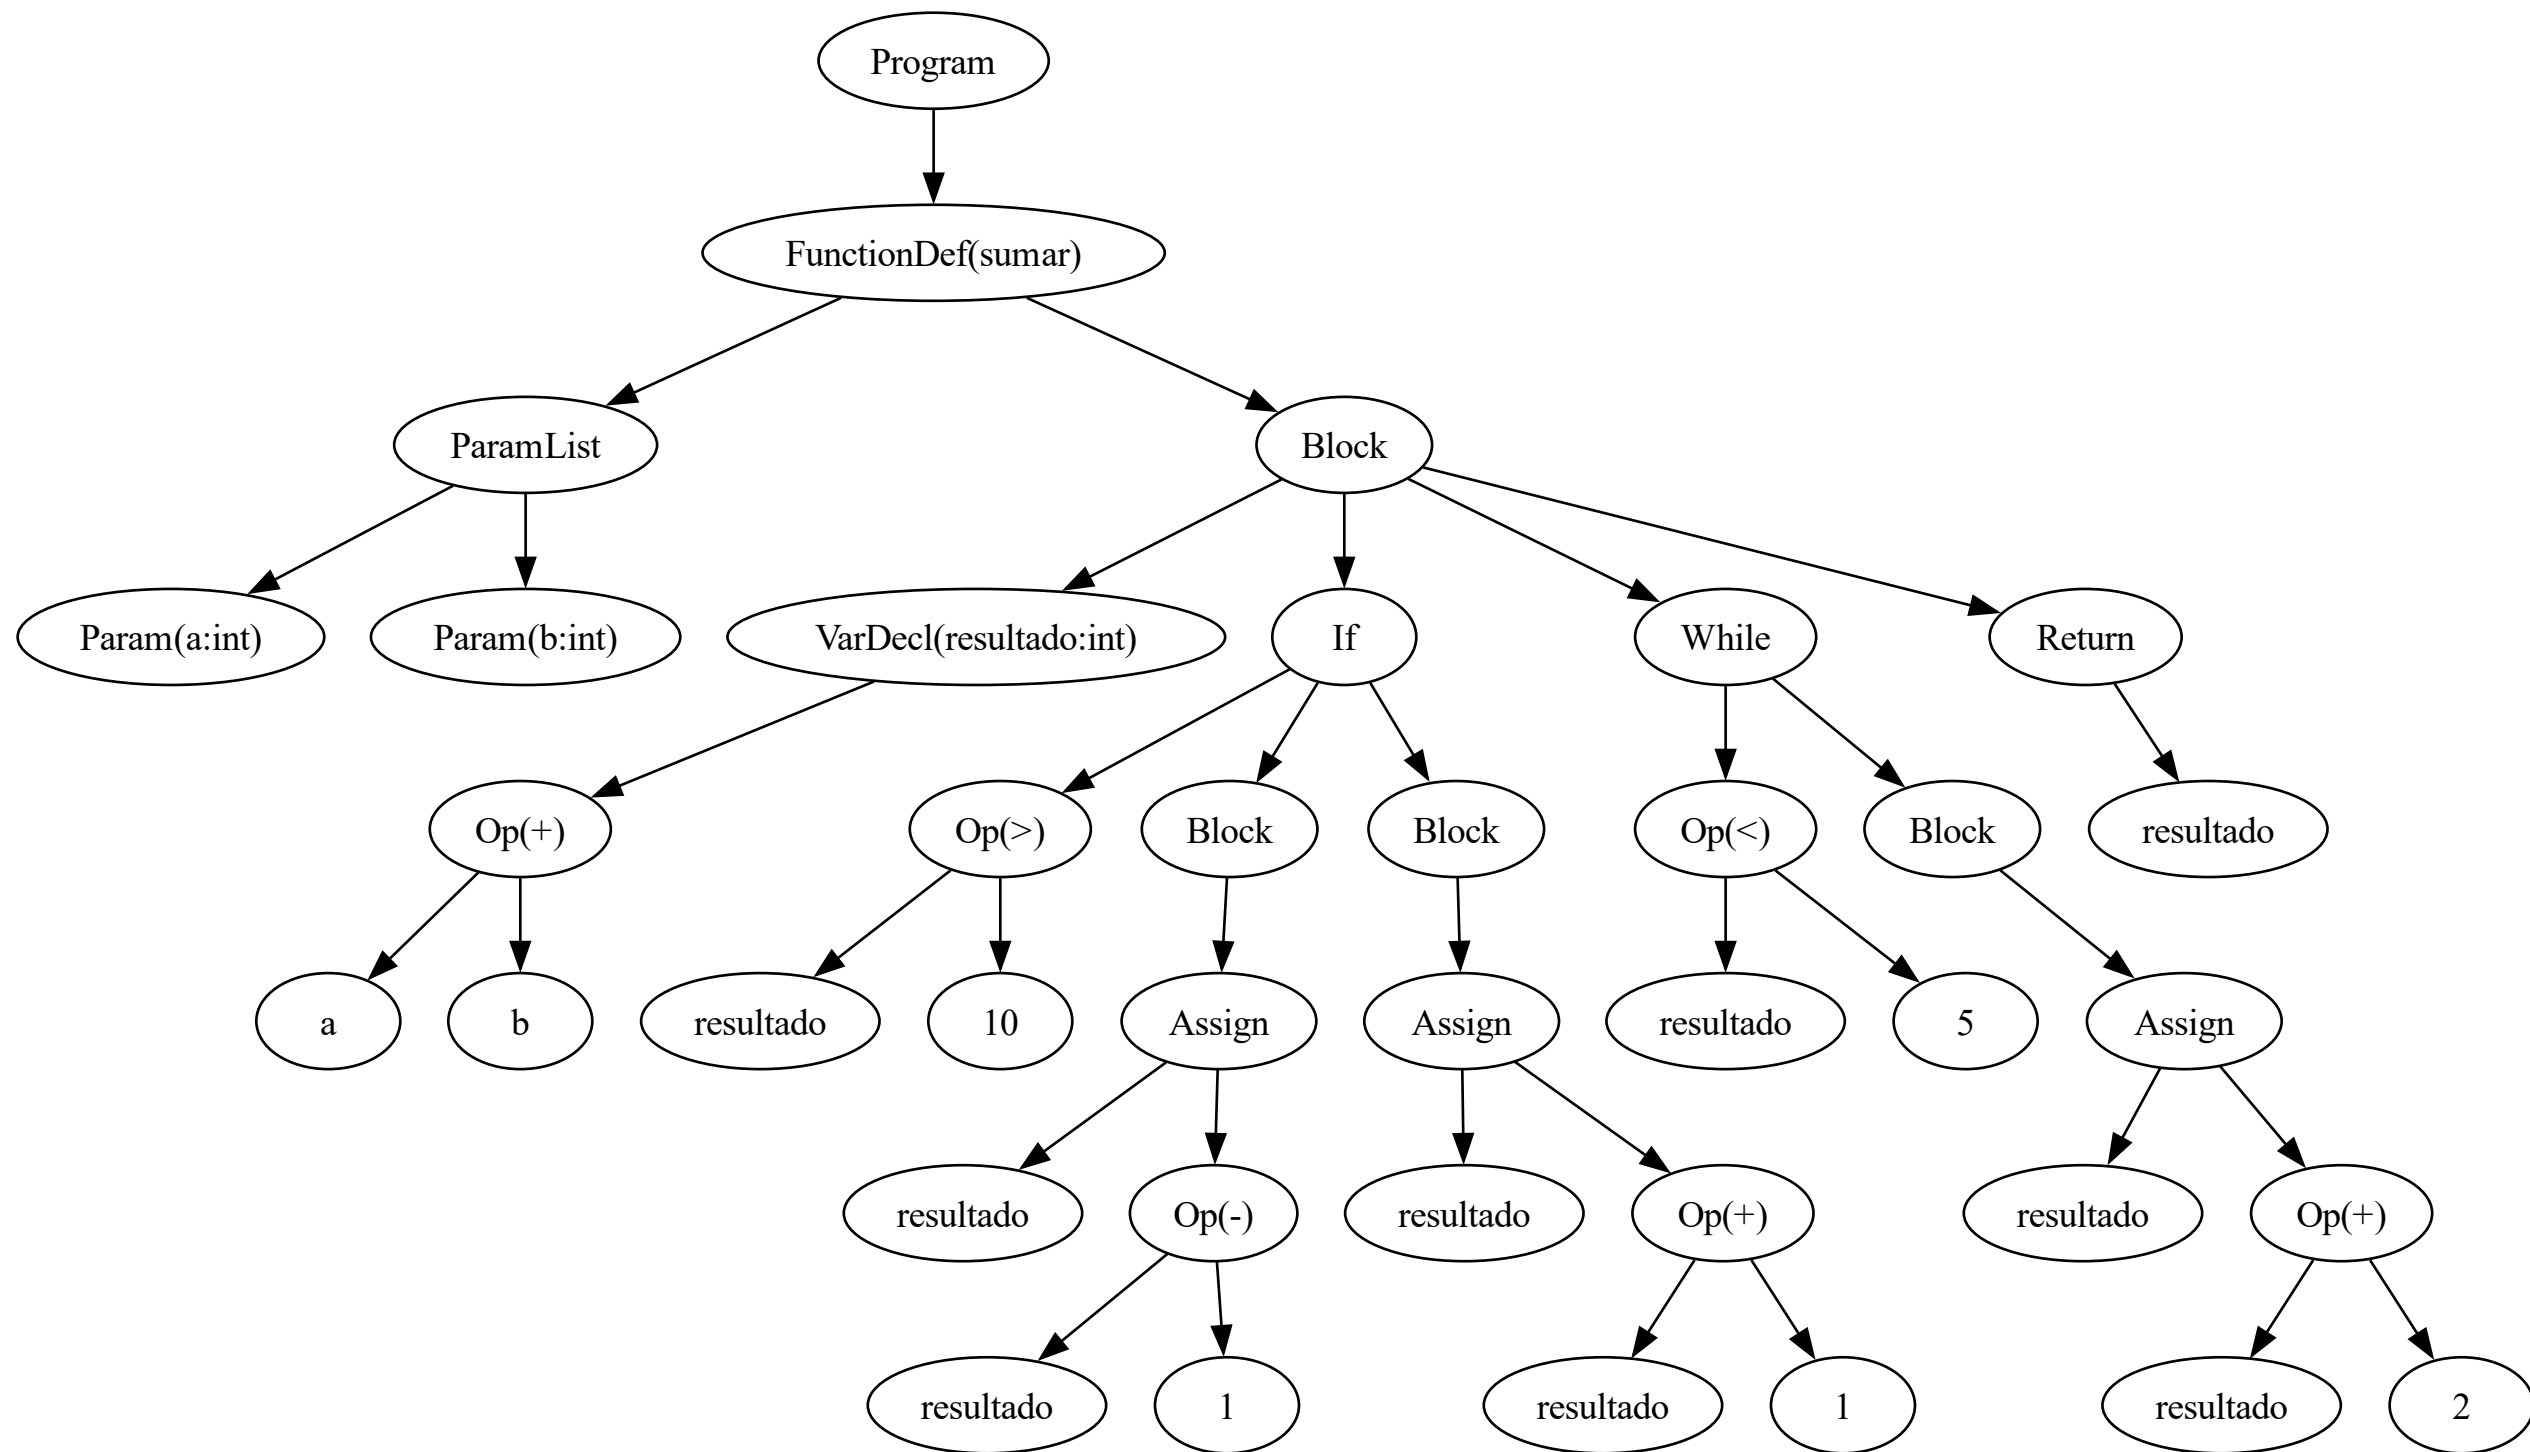 Program
FunctionDef(sumar)
ParamList
Block
Param(a:int)
Param(b:int)
VarDecl(resultado:int)
If
While
Return
Op(+)
Op(>)
Block
Block
Op(<)
Block
resultado
a
b
resultado
10
Assign
Assign
resultado
5
Assign
resultado
Op(-)
resultado
Op(+)
resultado
Op(+)
resultado
1
resultado
1
resultado
2